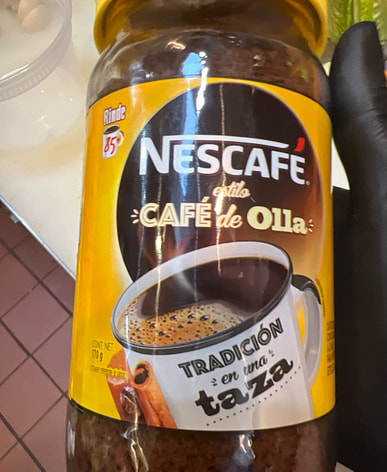 Rinde
85+
NESCAFÉ®
estilo
CAFÉ de Olla
TRADICIÓN
en una
taza
CONT. NET.
170 g